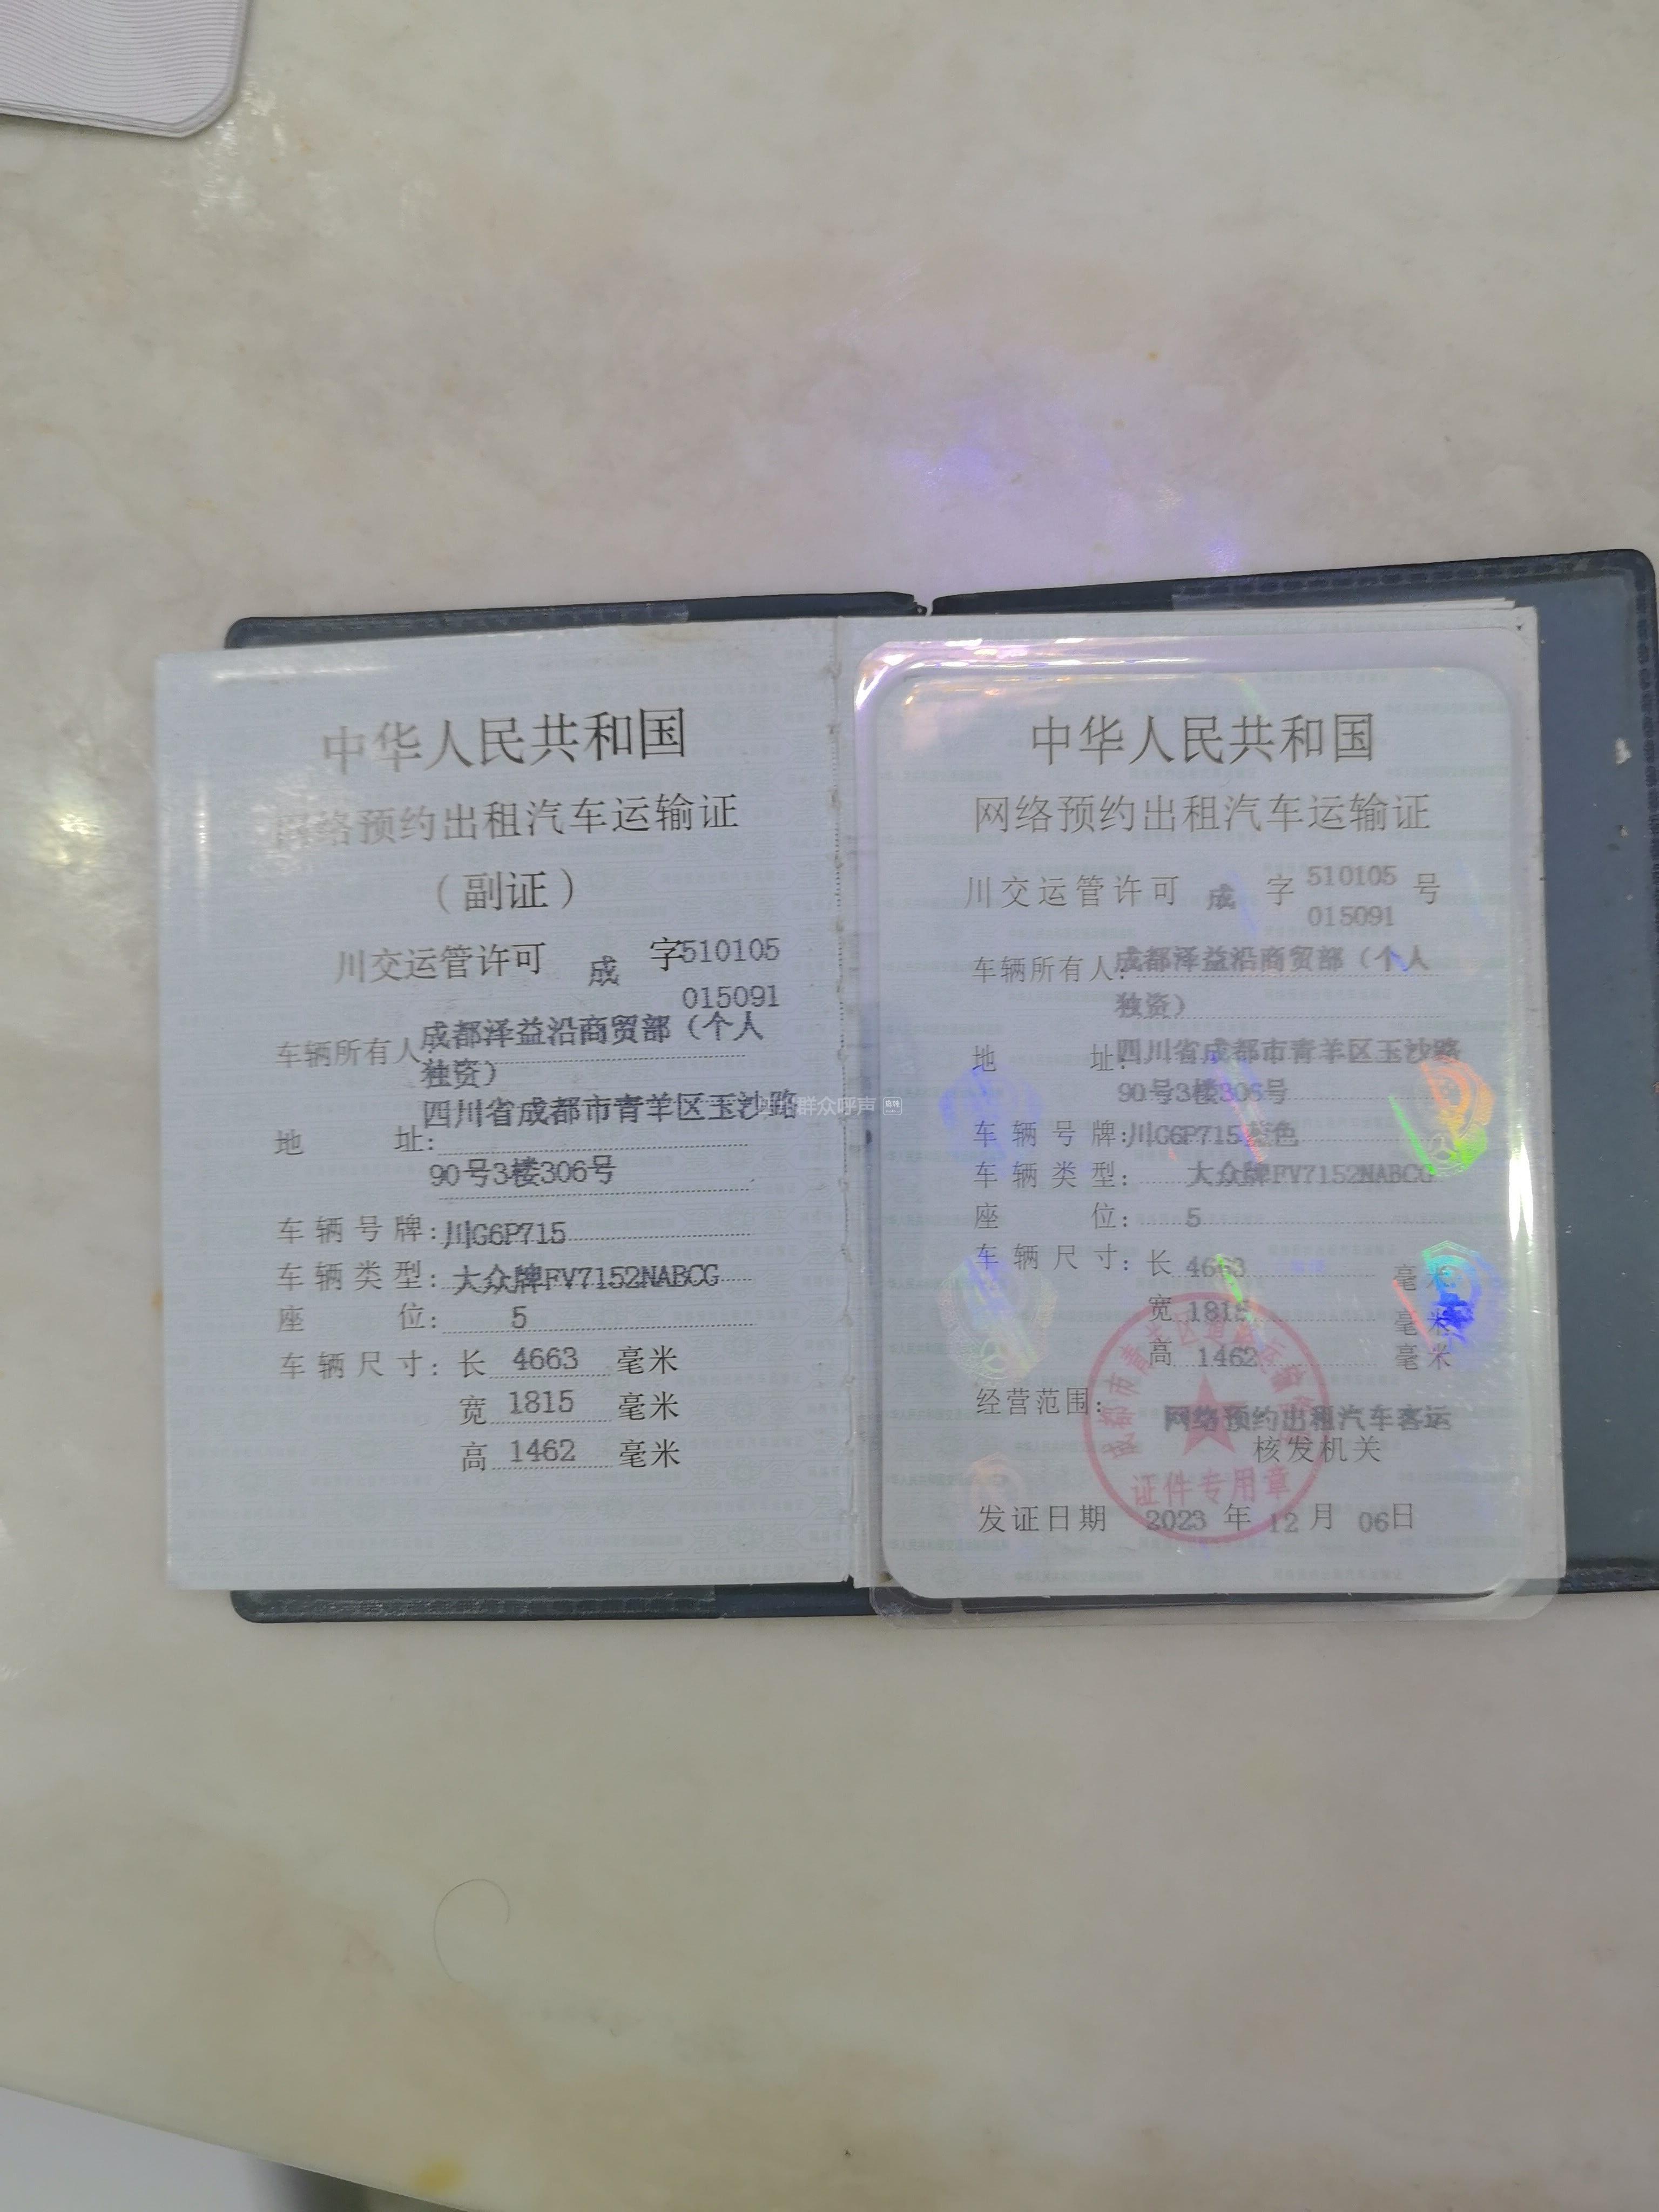 中华人民共和国
网络预约出租汽车运输证
（副证）
川交运管许可 成 字510105
015091
车辆所有人:成都泽益沿商贸部（个人
独资）
四川省成都市青羊区玉沙路
地 址:
90号3楼306号
车辆号牌:川G6P715
车辆类型:大众牌FV7152NABCG
座 位: 5
车辆尺寸:长 4663 毫米
宽 1815 毫米
高 1462 毫米
群众呼声
中华人民共和国
网络预约出租汽车运输证
川交运管许可 成 字 510105 号
015091
车辆所有人:成都泽益沿商贸部（个人
独资）
地 址:四川省成都市青羊区玉沙路
90号3楼306号
车辆号牌:川G6P715 色
车辆类型: 大众牌FV7152NABCG
座 位: 5
车辆尺寸:长 4663 毫米
宽 1815 毫米
高 1462 毫米
经营范围:
网络预约出租汽车客运
核发机关
证件专用章
发证日期 2023 年 12 月 06日